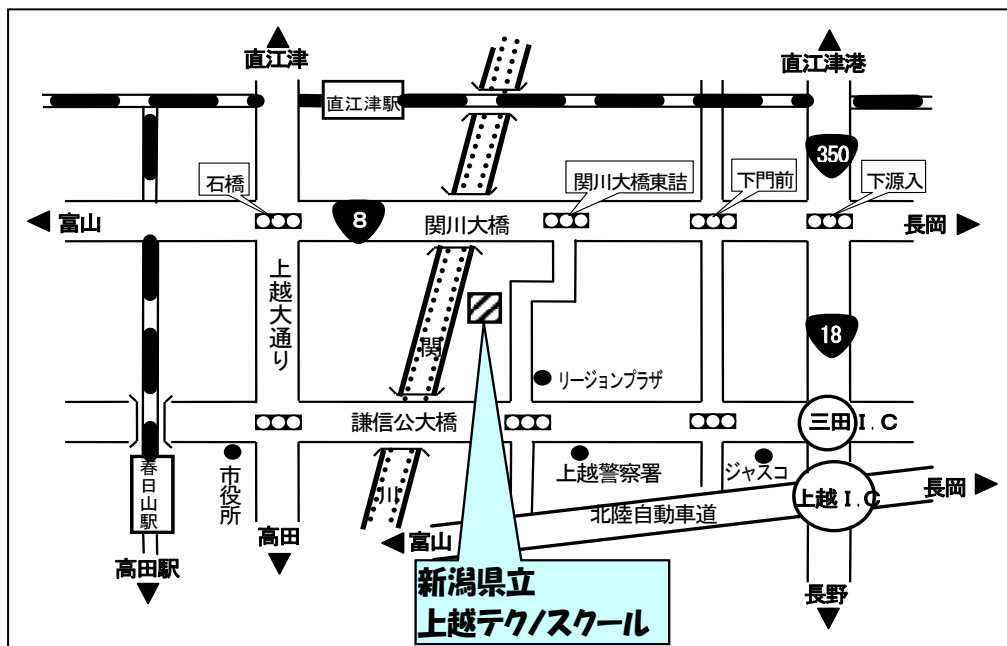 直江津
直江津港
直江津駅
350
石橋
関川大橋東詰
下門前
下源入
富山
8
関川大橋
長岡
上越大通り
18
関
リージョンプラザ
謙信公大橋
三田I.C
春日山駅
市役所
川
上越警察署
ジャスコ
上越I.C
長岡
北陸自動車道
高田
富山
高田駅
長野
新潟県立
上越テクノスクール